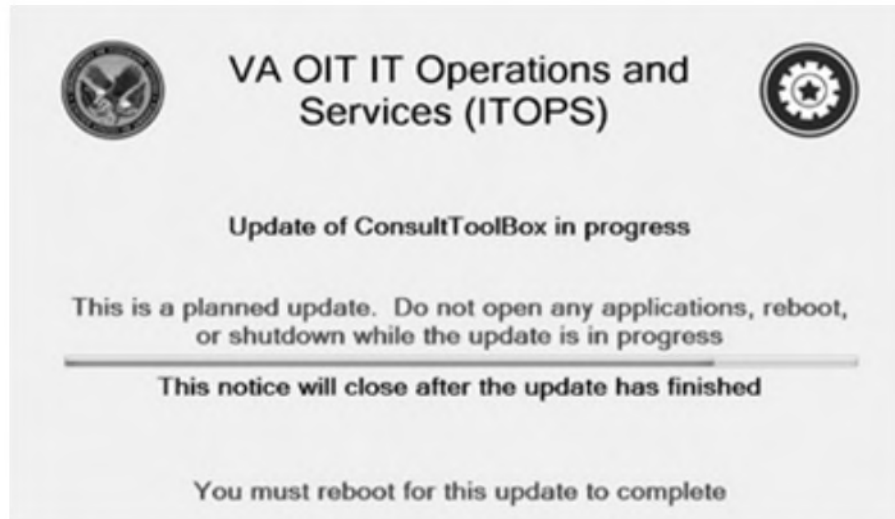 VA OIT IT Operations and
Services (ITOPS)
Update of ConsultToolBox in progress
This is a planned update.  Do not open any applications, reboot,
or shutdown while the update is in progress
This notice will close after the update has finished
You must reboot for this update to complete